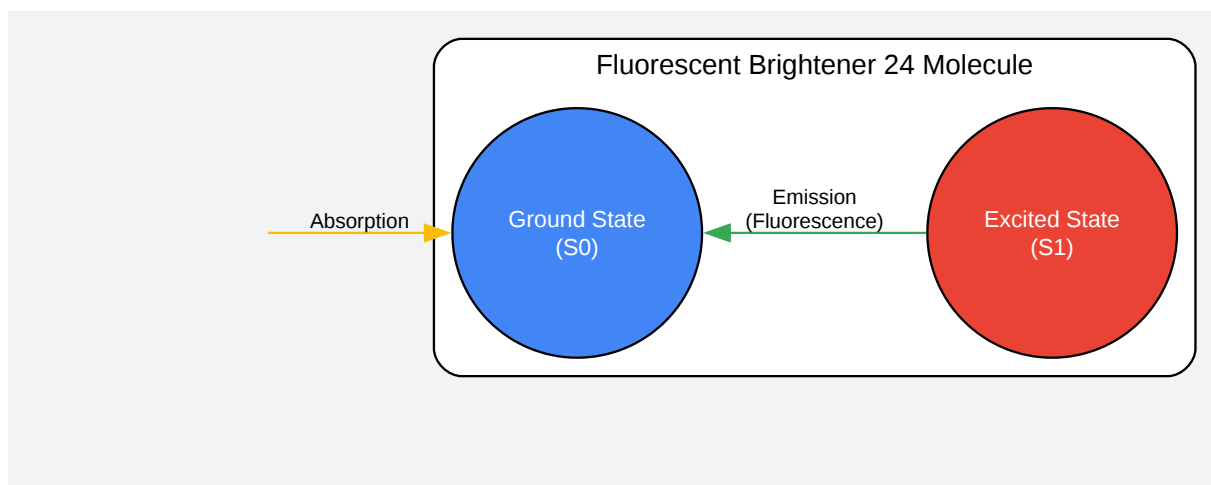 Fluorescent Brightener 24 Molecule
Absorption
Ground State
(S0)
Emission
(Fluorescence)
Excited State
(S1)